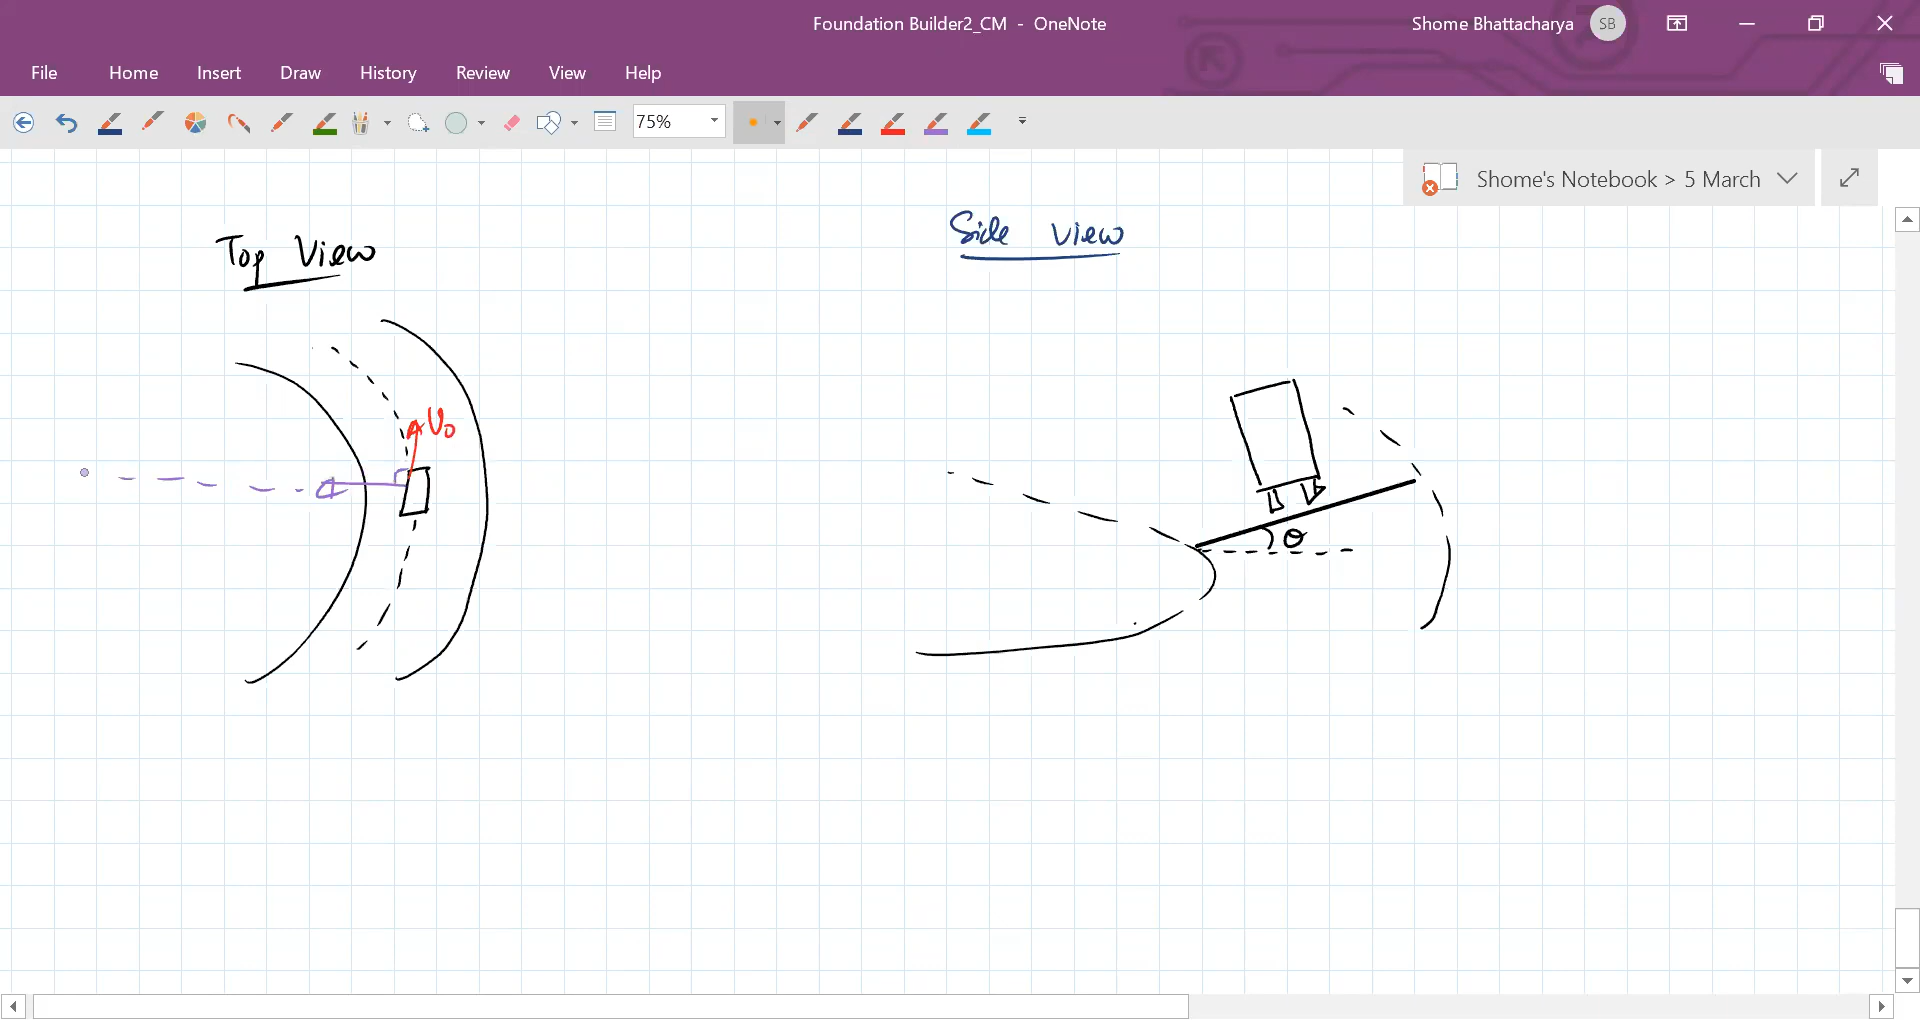 Foundation Builder2_CM - OneNote
Shome Bhattacharya SB
File Home Insert Draw History Review View Help
75%
Shome's Notebook > 5 March
Top View
Side View
V₀
θ